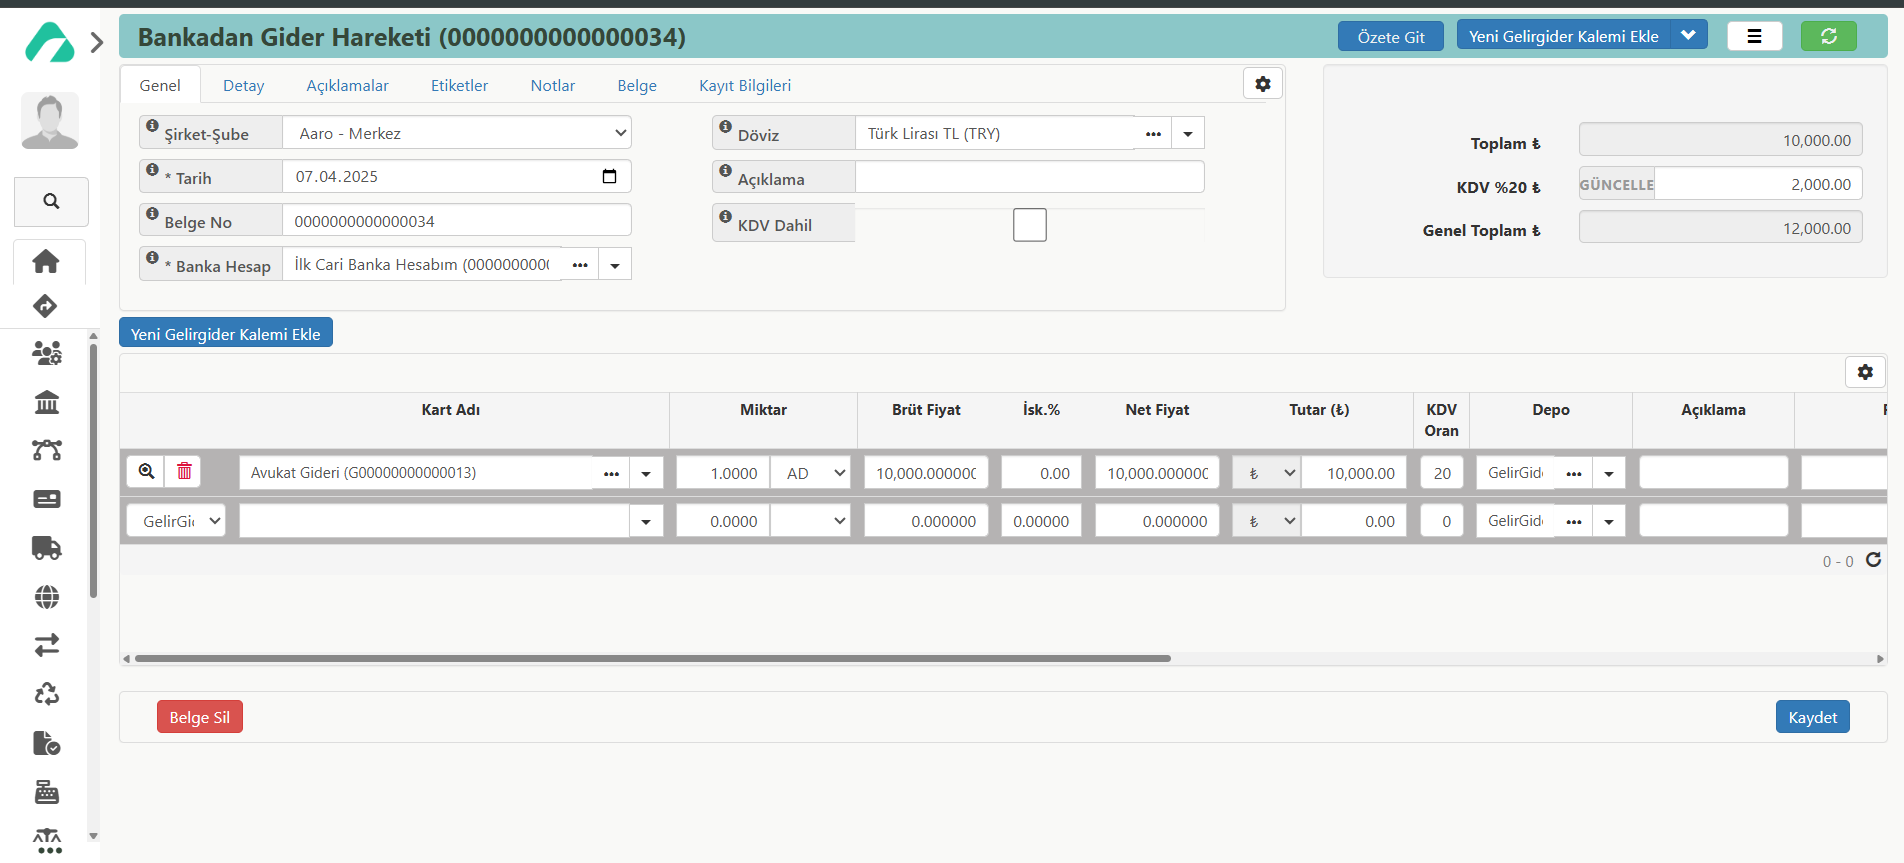 Bankadan Gider Hareketi (0000000000000034)
Özete Git
Yeni Gelirgider Kalemi Ekle
Genel
Detay
Açıklamalar
Etiketler
Notlar
Belge
Kayıt Bilgileri
Şirket-Şube
Aaro - Merkez
Döviz
Türk Lirası TL (TRY)
* Tarih
07.04.2025
Açıklama
Belge No
0000000000000034
KDV Dahil
* Banka Hesap
İlk Cari Banka Hesabım (0000000000
Toplam ₺
10,000.00
KDV %20 ₺
GÜNCELLE
2,000.00
Genel Toplam ₺
12,000.00
Yeni Gelirgider Kalemi Ekle
Kart Adı
Miktar
Brüt Fiyat
İsk.%
Net Fiyat
Tutar (₺)
KDV
Oran
Depo
Açıklama
Avukat Gideri (G00000000000013)
1.0000
AD
10,000.000000
0.00
10,000.000000
₺
10,000.00
20
GelirGide
GelirGi
0.0000
0.000000
0.00000
0.000000
₺
0.00
0
GelirGide
0 - 0
Belge Sil
Kaydet